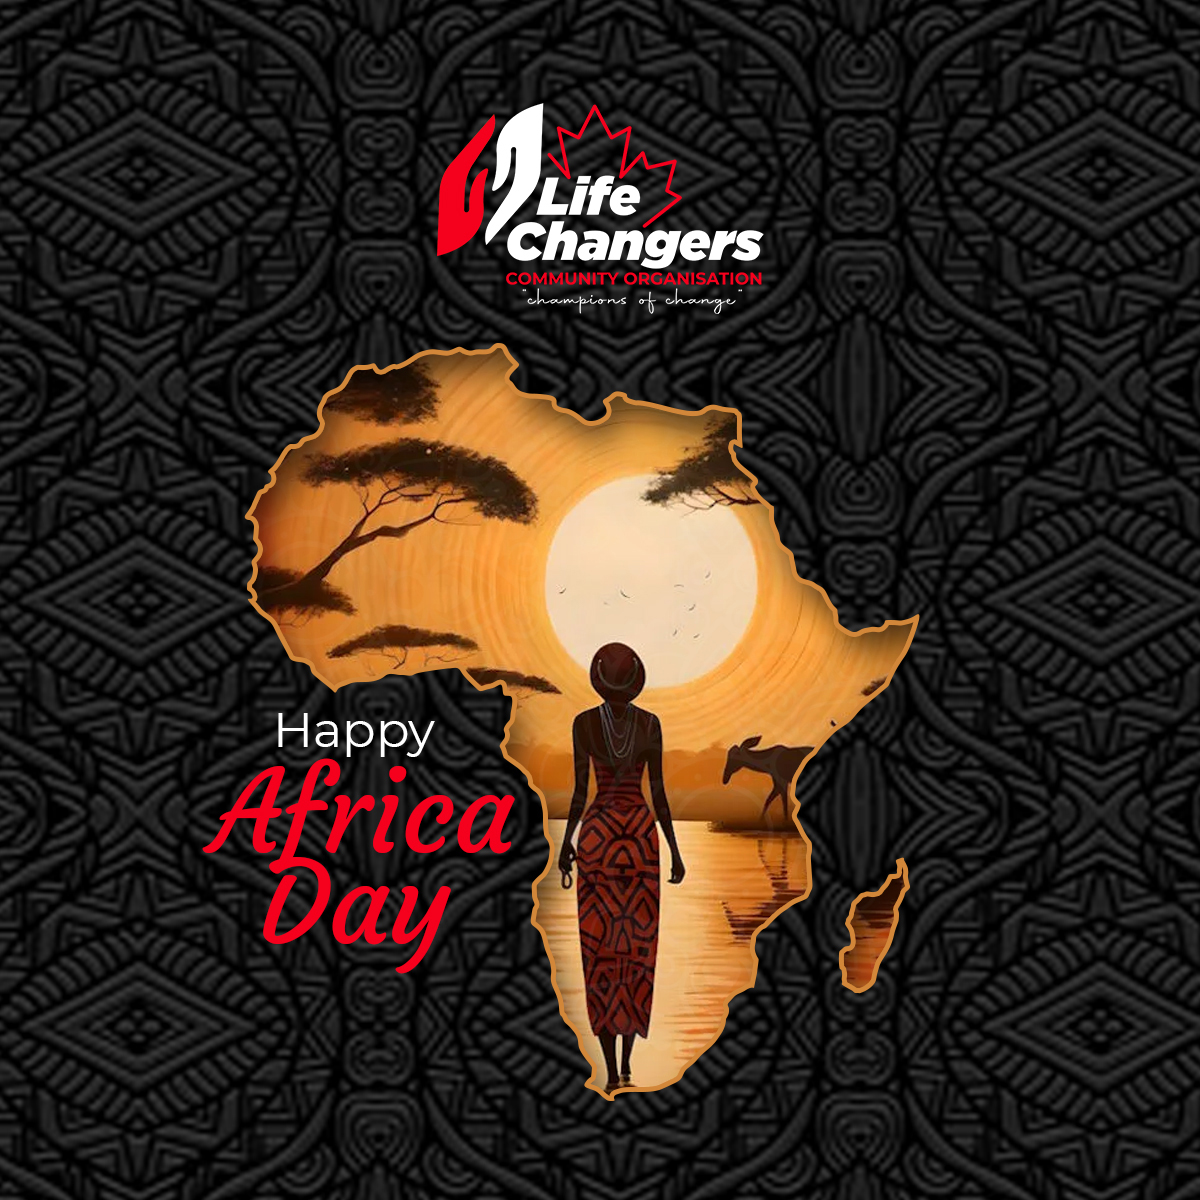 Life
Changers
COMMUNITY ORGANISATION
"champions of change"
Happy
Africa
Day